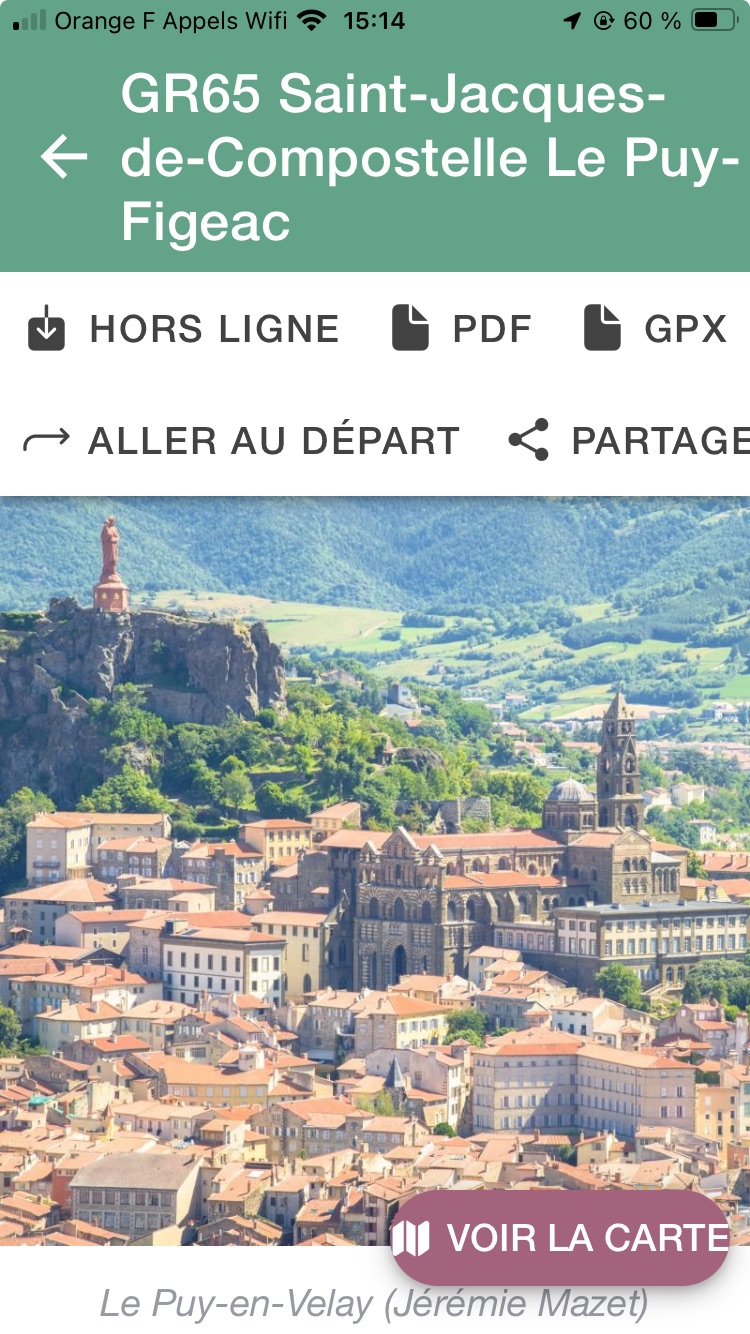 Orange F Appels Wifi 15:14 60 %
GR65 Saint-Jacques-
de-Compostelle Le Puy-
Figeac
HORS LIGNE PDF GPX
ALLER AU DÉPART PARTAGE
VOIR LA CARTE
Le Puy-en-Velay (Jérémie Mazet)